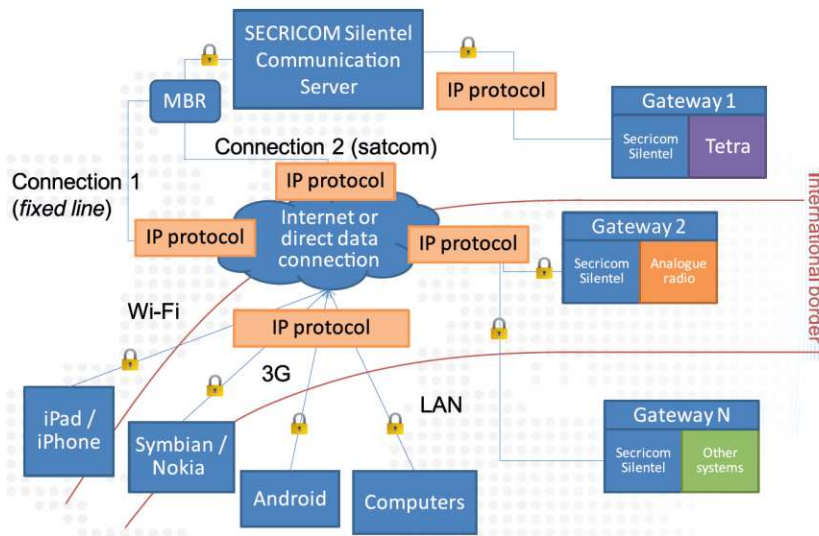 SECRICOM Silentel
Communication
Server
MBR
IP protocol
Gateway 1
Secricom
Silentel
Tetra
Connection 2 (satcom)
Connection 1
(fixed line)
IP protocol
IP protocol
Internet or
direct data
connection
IP protocol
Gateway 2
Secricom
Silentel
Analogue
radio
International border
Wi-Fi
IP protocol
3G
LAN
iPad /
iPhone
Symbian /
Nokia
Android
Computers
Gateway N
Secricom
Silentel
Other
systems